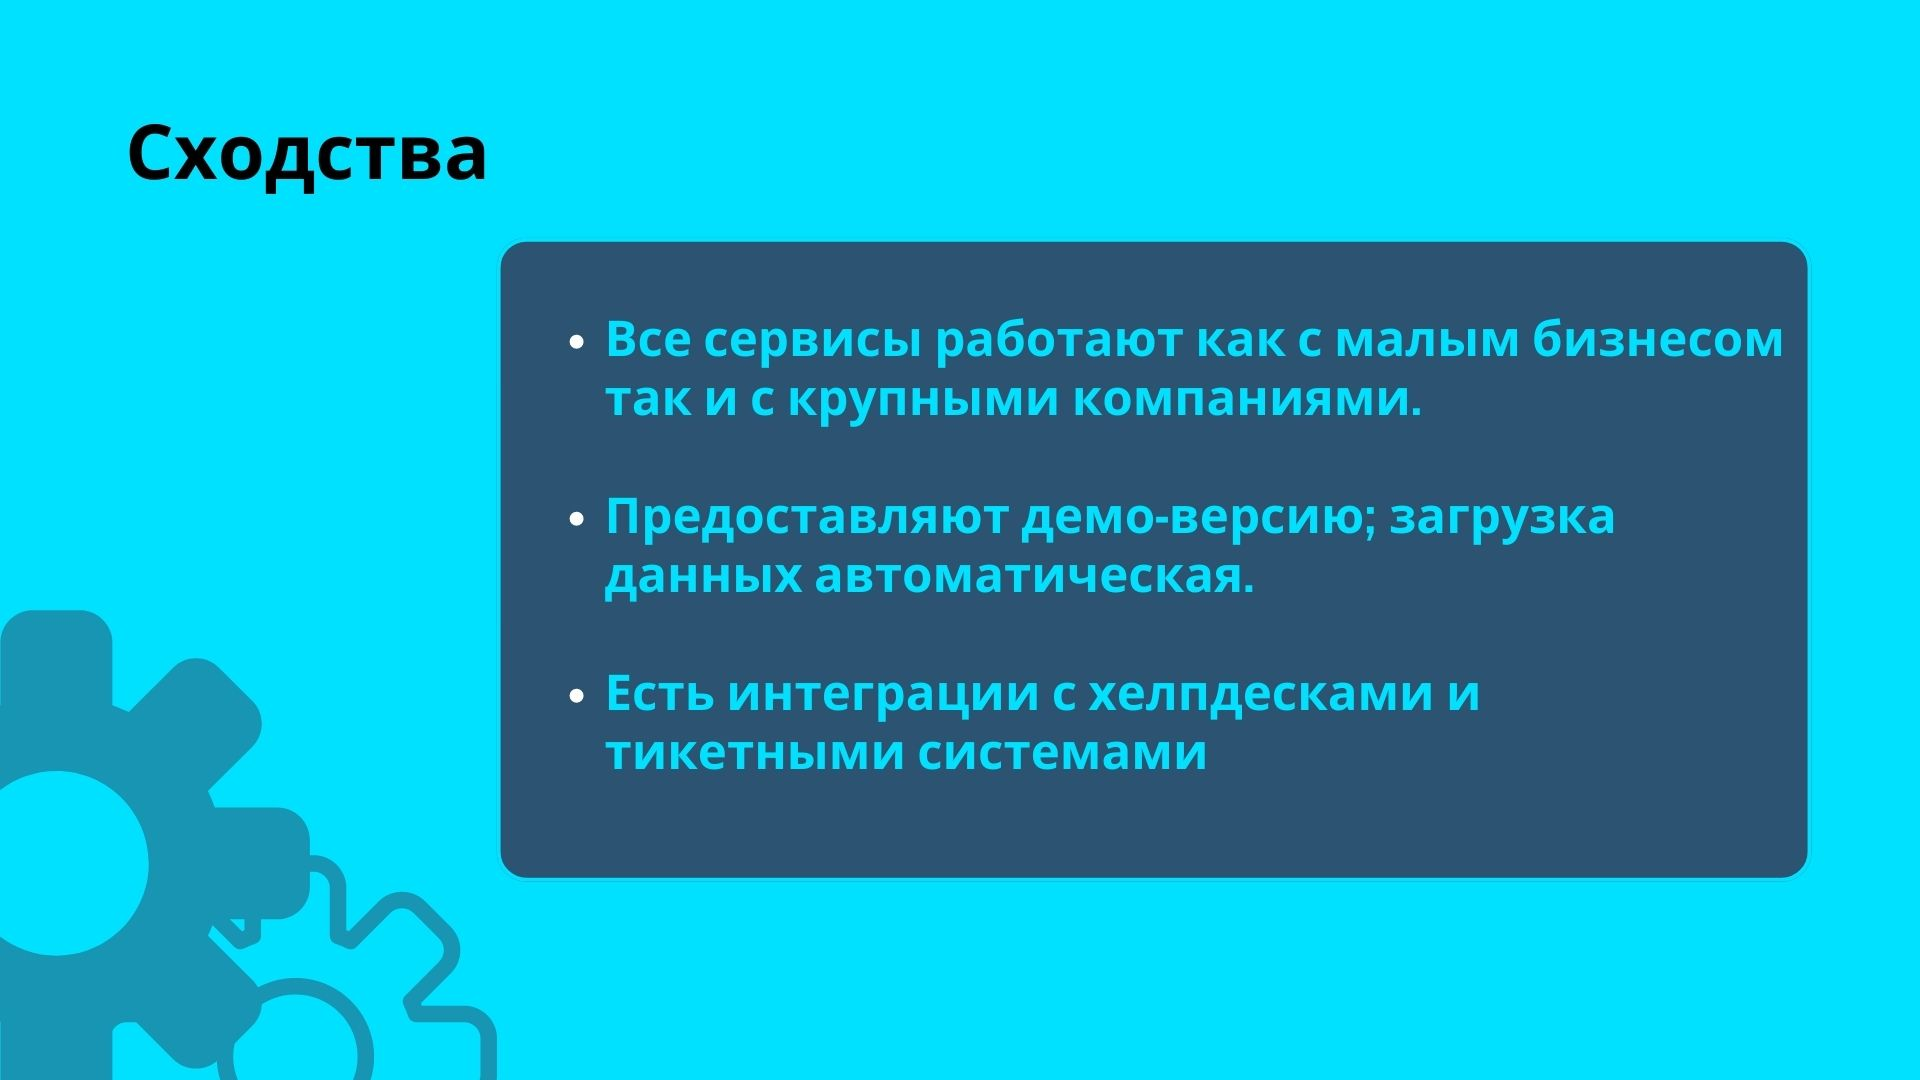 Сходства
• Все сервисы работают как с малым бизнесом
так и с крупными компаниями.
• Предоставляют демо-версию; загрузка
данных автоматическая.
• Есть интеграции с хелпдесками и
тикетными системами